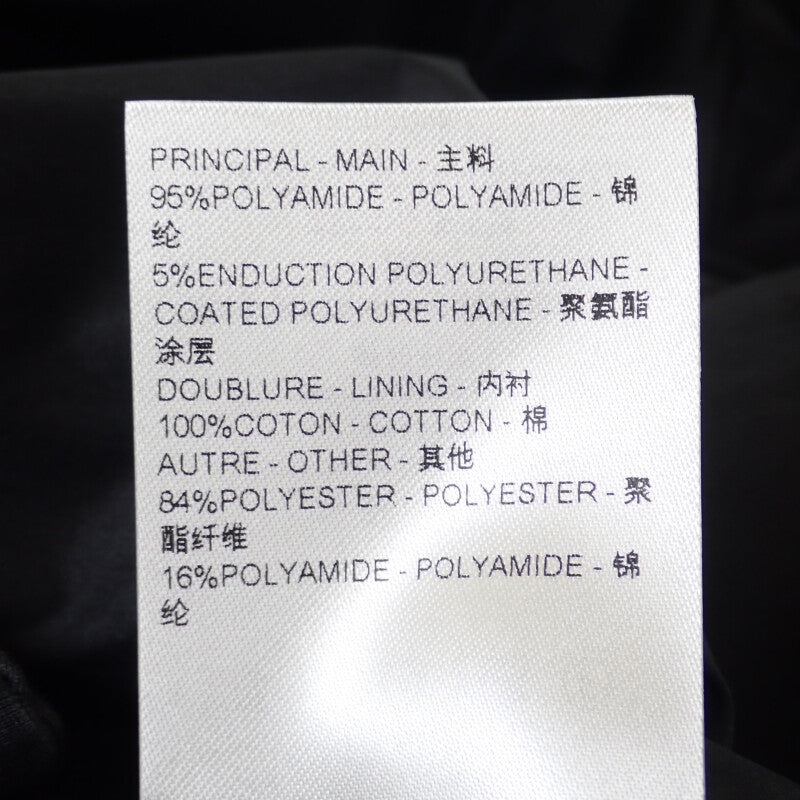 PRINCIPAL - MAIN - 主料
95%POLYAMIDE - POLYAMIDE - 锦
纶
5%ENDUCTION POLYURETHANE -
COATED POLYURETHANE - 聚氨酯
涂层
DOUBLURE - LINING - 内衬
100%COTON - COTTON - 棉
AUTRE - OTHER - 其他
84%POLYESTER - POLYESTER - 聚
酯纤维
16%POLYAMIDE - POLYAMIDE - 锦
纶